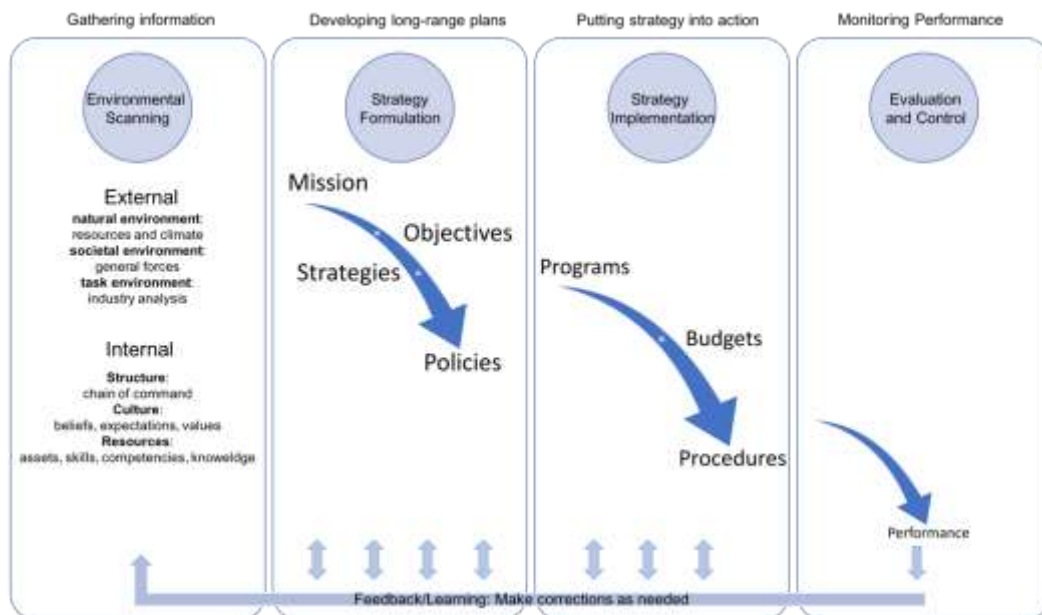 Gathering information
Developing long-range plans
Putting strategy into action
Monitoring Performance
Environmental
Scanning
External
natural environment:
resources and climate
societal environment:
general forces
task environment:
industry analysis
Internal
Structure:
chain of command
Culture:
beliefs, expectations, values
Resources:
assets, skills, competencies, knoweldge
Strategy
Formulation
Mission
Objectives
Strategies
Policies
Strategy
Implementation
Programs
Budgets
Procedures
Evaluation
and Control
Performance
Feedback/Learning: Make corrections as needed